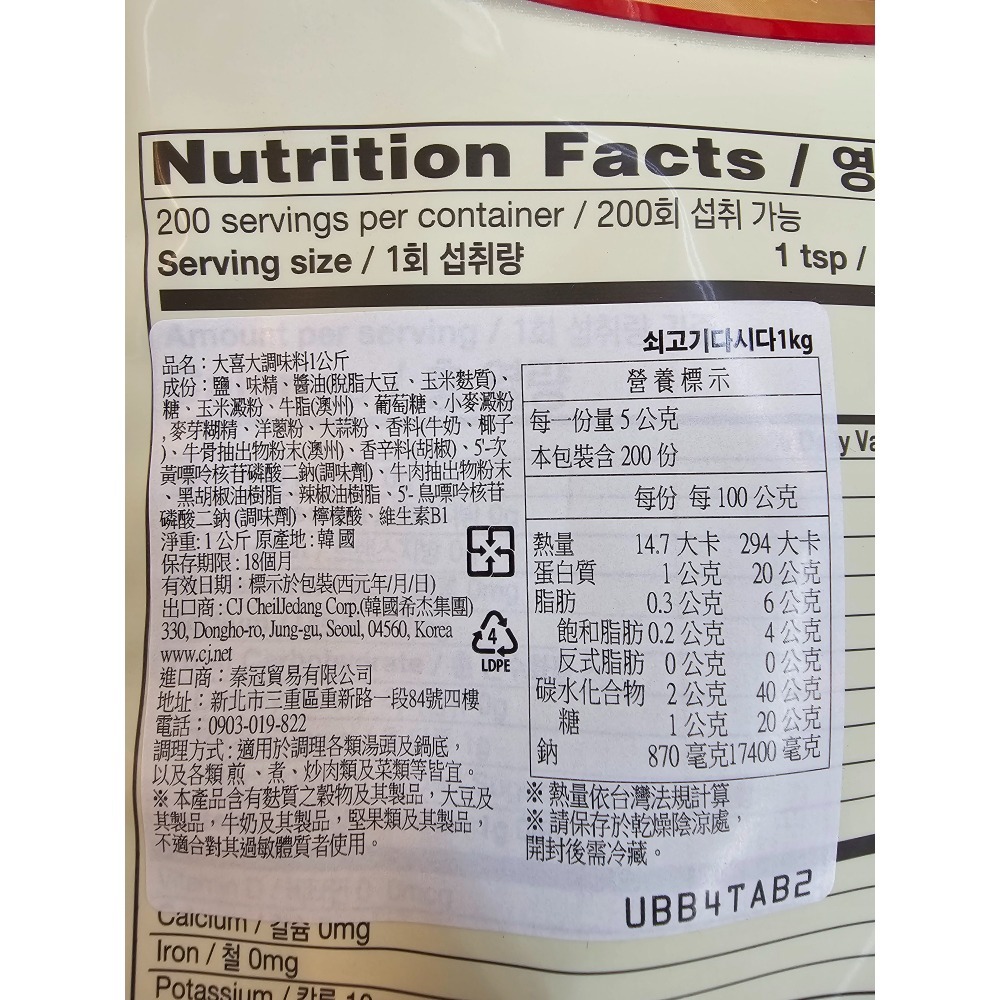 Nutrition Facts / 영
200 servings per container / 200회 섭취 가능
Serving size / 1회 섭취량 1 tsp /
Amount per serving / 1회 섭취량
쇠고기다시다1kg
品名：大喜大調味料1公斤
成份：鹽、味精、醬油(脫脂大豆、玉米麩質)、
糖、玉米澱粉、牛脂(澳州)、葡萄糖、小麥澱粉
,麥芽糊精、洋蔥粉、大蒜粉、香料(牛奶、椰子
)、牛骨抽出物粉末(澳州)、香辛料(胡椒)、5'-次
黃嘌呤核苷磷酸二鈉(調味劑)、牛肉抽出物粉末
、黑胡椒油樹脂、辣椒油樹脂、5'-鳥嘌呤核苷
磷酸二鈉(調味劑)、檸檬酸、維生素B1
淨重:1公斤 原產地:韓國
保存期限:18個月
有效日期：標示於包裝(西元年/月/日)
出口商:CJ CheilJedang Corp.(韓國希杰集團)
330, Dongho-ro, Jung-gu, Seoul, 04560, Korea
www.cj.net
進口商：泰冠貿易有限公司
地址：新北市三重區重新路一段84號四樓
電話：0903-019-822
調理方式:適用於調理各類湯頭及鍋底，
以及各類煎、煮、炒肉類及菜類等皆宜。
※本產品含有麩質之穀物及其製品，大豆及
其製品，牛奶及其製品，堅果類及其製品，
不適合對其過敏體質者使用。
4
LDPE
營養標示
每一份量5公克
本包裝含200份
每份 每100公克
熱量 14.7大卡 294大卡
蛋白質 1公克 20公克
脂肪 0.3公克 6公克
飽和脂肪0.2公克 4公克
反式脂肪 0公克 0公克
碳水化合物 2公克 40公克
糖 1公克 20公克
鈉 870毫克17400毫克
※熱量依台灣法規計算
※請保存於乾燥陰涼處，
開封後需冷藏。
UBB4TAB2
y Va
Calcium / 칼슘 0mg
Iron / 철 0mg
Potassium / 칼륨